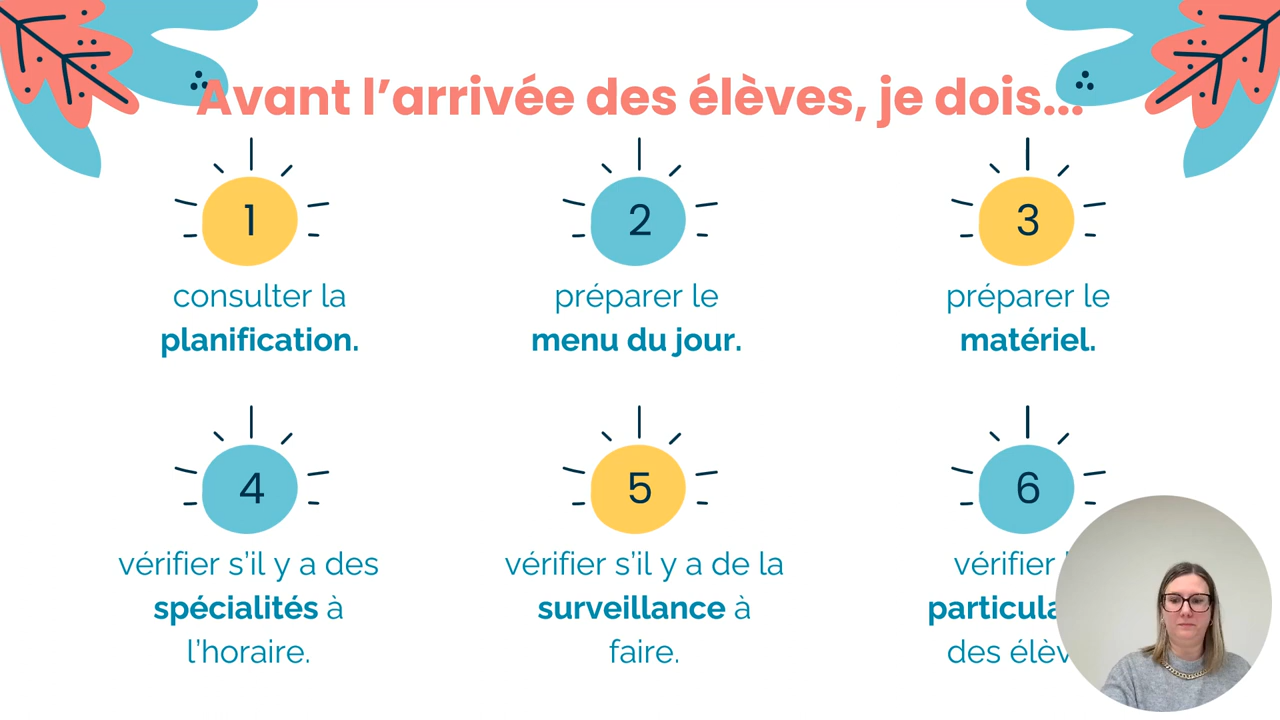 Avant l’arrivée des élèves, je dois...
1
consulter la
planification.
2
préparer le
menu du jour.
3
préparer le
matériel.
4
vérifier s’il y a des
spécialités à
l’horaire.
5
vérifier s’il y a de la
surveillance à
faire.
6
vérifier
des